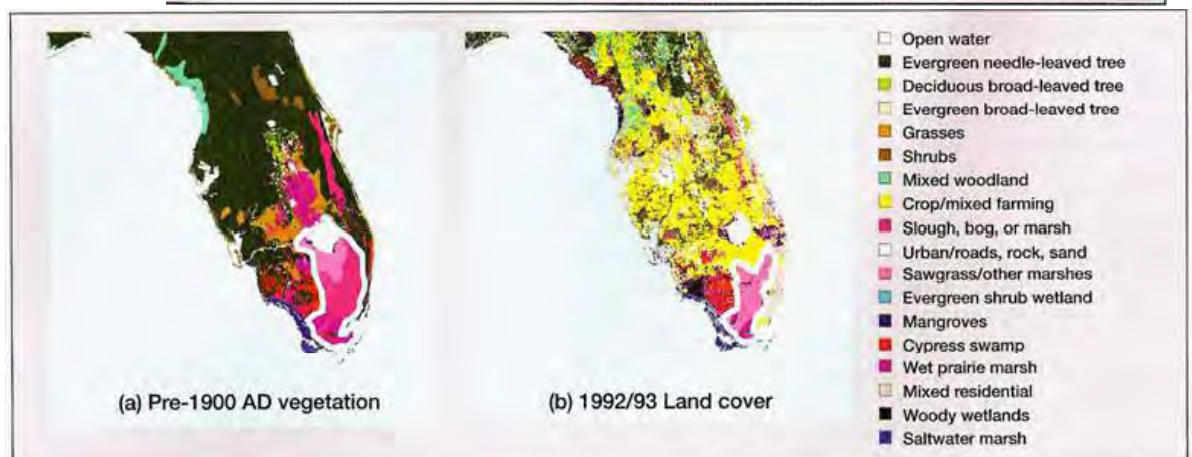 Open water
Evergreen needle-leaved tree
Deciduous broad-leaved tree
Evergreen broad-leaved tree
Grasses
Shrubs
Mixed woodland
Crop/mixed farming
Slough, bog, or marsh
Urban/roads, rock, sand
Sawgrass/other marshes
Evergreen shrub wetland
Mangroves
Cypress swamp
Wet prairie marsh
Mixed residential
Woody wetlands
Saltwater marsh
(a) Pre-1900 AD vegetation
(b) 1992/93 Land cover